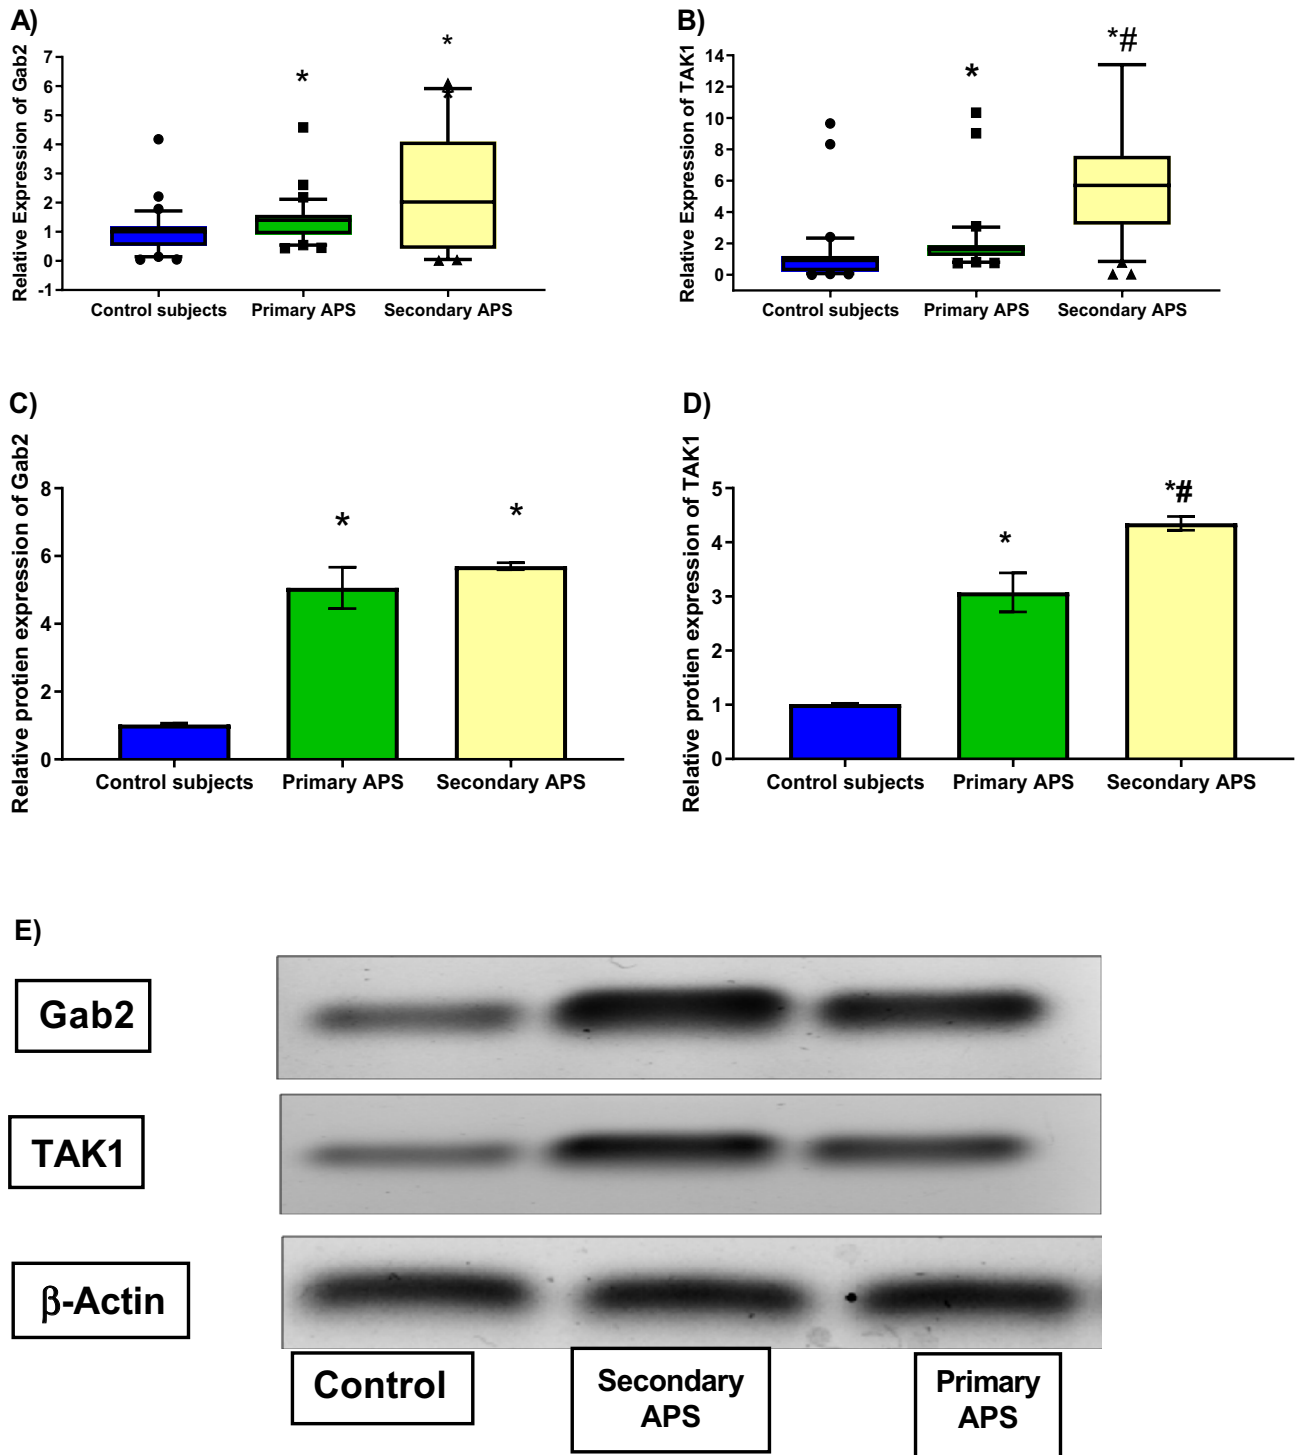 A)
Relative Expression of Gab2
7
6
5
4
3
2
1
0
-1
*
*
Control subjects
Primary APS
Secondary APS
B)
Relative Expression of TAK1
14
12
10
8
6
4
2
0
*
*#
Control subjects
Primary APS
Secondary APS
C)
Relative protien expression of Gab2
8
6
4
2
0
*
*
Control subjects
Primary APS
Secondary APS
D)
Relative protien expression of TAK1
5
4
3
2
1
0
*
*#
Control subjects
Primary APS
Secondary APS
E)
Gab2
TAK1
β-Actin
Control
Secondary
APS
Primary
APS